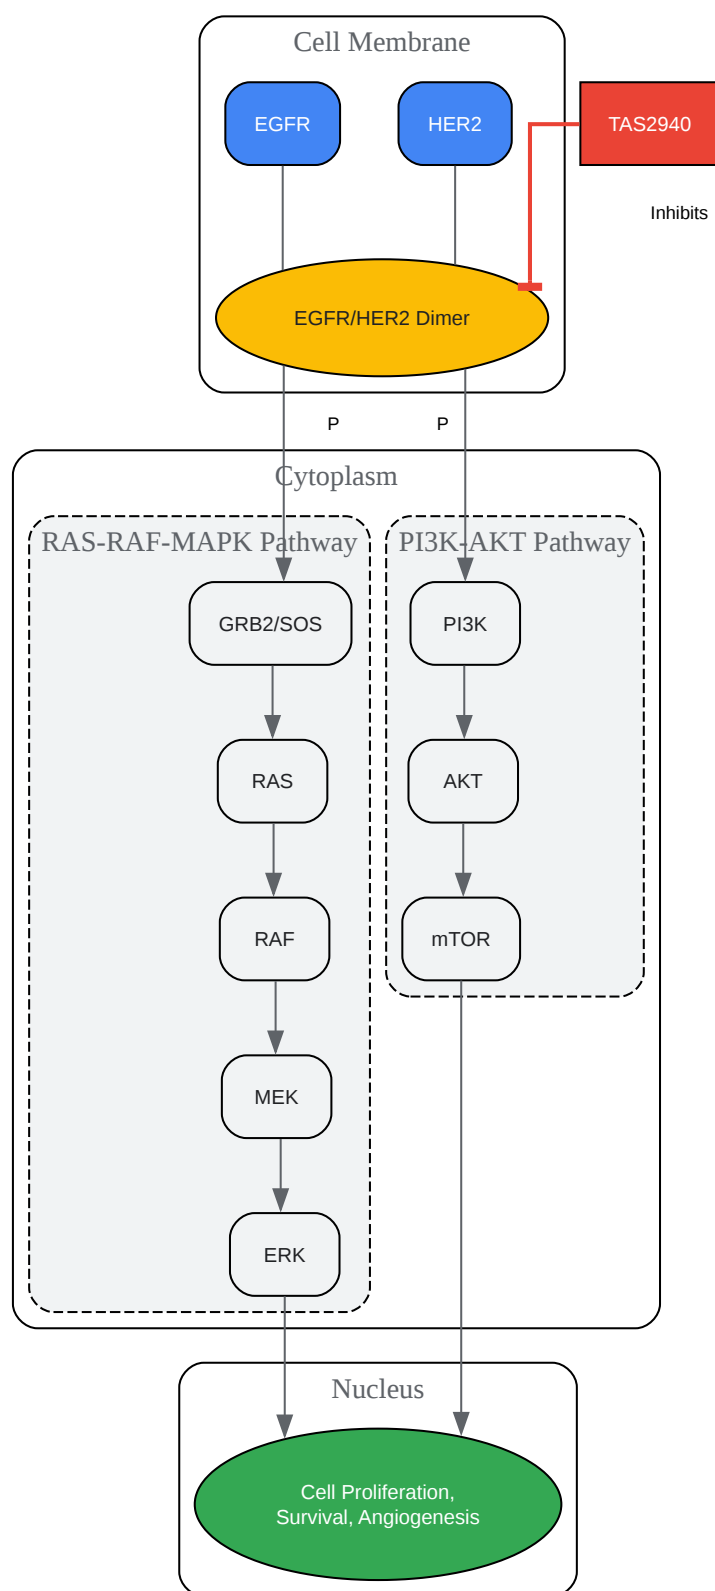 Cell Membrane
EGFR
HER2
TAS2940
Inhibits
EGFR/HER2 Dimer
P
P
Cytoplasm
RAS-RAF-MAPK Pathway
PI3K-AKT Pathway
GRB2/SOS
PI3K
RAS
AKT
RAF
mTOR
MEK
ERK
Nucleus
Cell Proliferation,
Survival, Angiogenesis